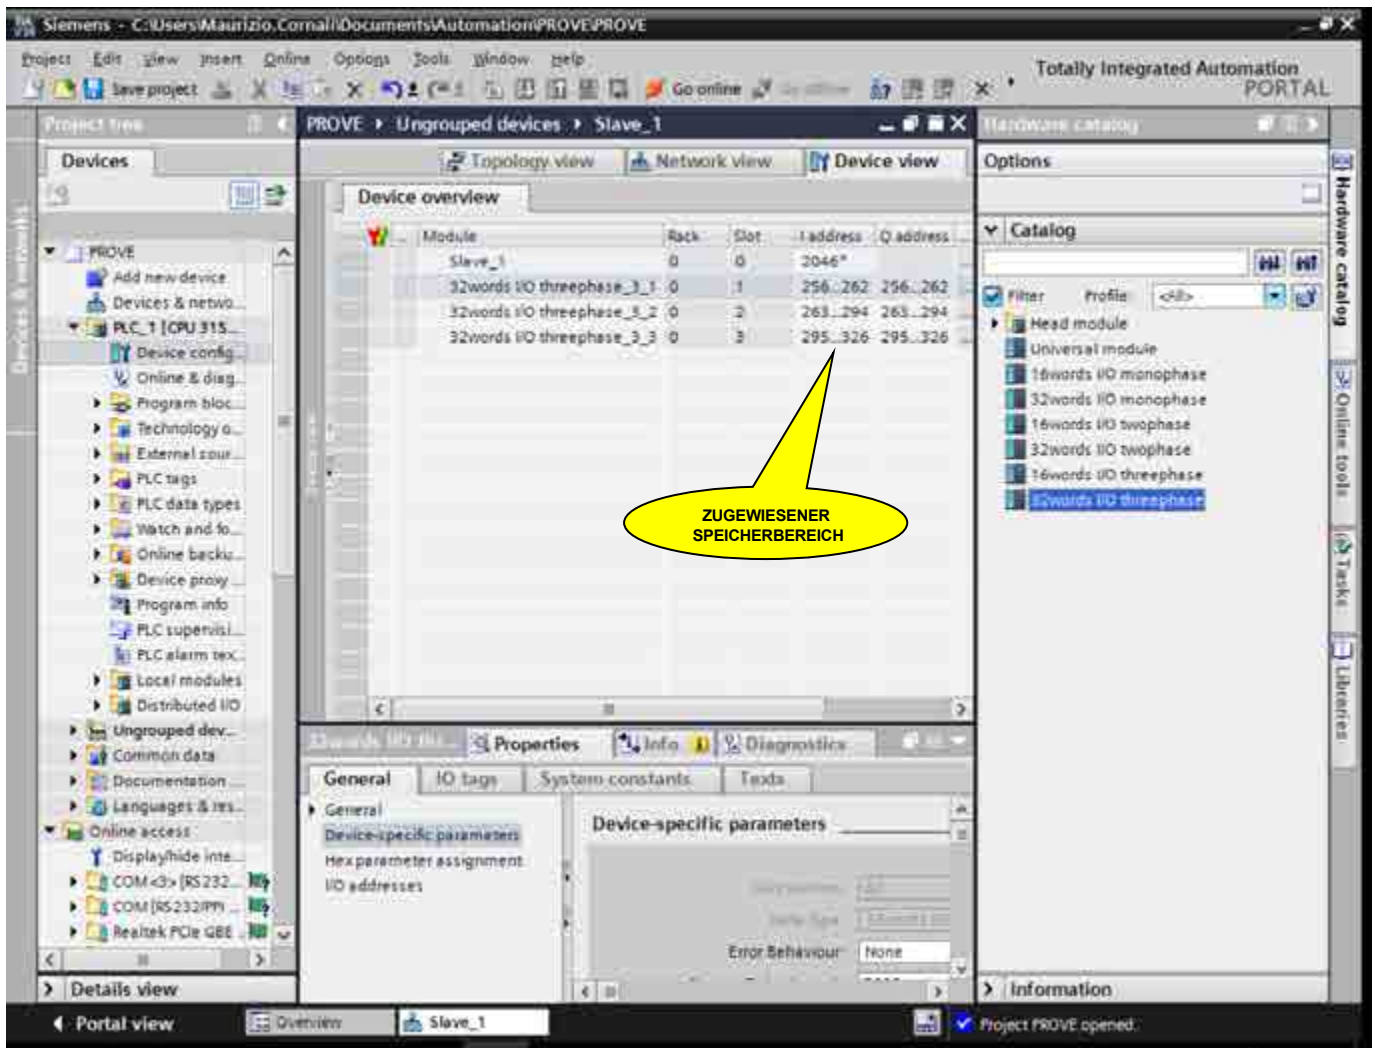 Siemens - C:\Users\Maurizio.Cornali\Documents\Automation\PROVE\PROVE
Project Edit View Insert Online Options Tools Window Help
Totally Integrated Automation
PORTAL
Save project
Go online
Go offline
Project tree
PROVE Ungrouped devices Slave_1
Hardware catalog
Devices
Topology view
Network view
Device view
Options
Device overview
Module Rack Slot I address Q address ...
Slave_1 0 0 2046*
32words I/O threephase_3_1 0 1 256...262 256...262
32words I/O threephase_3_2 0 2 263...294 263...294
32words I/O threephase_3_3 0 3 295...326 295...326
ZUGEWIESENER
SPEICHERBEREICH
PROVE
Add new device
Devices & netwo...
PLC_1 [CPU 315...
Device config...
Online & diag...
Program bloc...
Technology o...
External sour...
PLC tags
PLC data types
Watch and fo...
Online backu...
Device proxy ...
Program info
PLC supervisi...
PLC alarm tex...
Local modules
Distributed I/O
Ungrouped dev...
Common data
Documentation ...
Languages & res...
Online access
Display/hide inte...
COM <3> [RS232...
COM [RS232/PPI ...
Realtek PCIe GBE ...
Details view
Catalog
Filter Profile: <All>
Head module
Universal module
16words I/O monophase
32words I/O monophase
16words I/O twophase
32words I/O twophase
16words I/O threephase
32words I/O threephase
Information
Hardware catalog
Online tools
Tasks
Libraries
Properties
Info
Diagnostics
General
IO tags
System constants
Texts
General
Device-specific parameters
Hex parameter assignment
I/O addresses
Device-specific parameters
Error Behaviour: None
Portal view
Overview
Slave_1
Project PROVE opened.